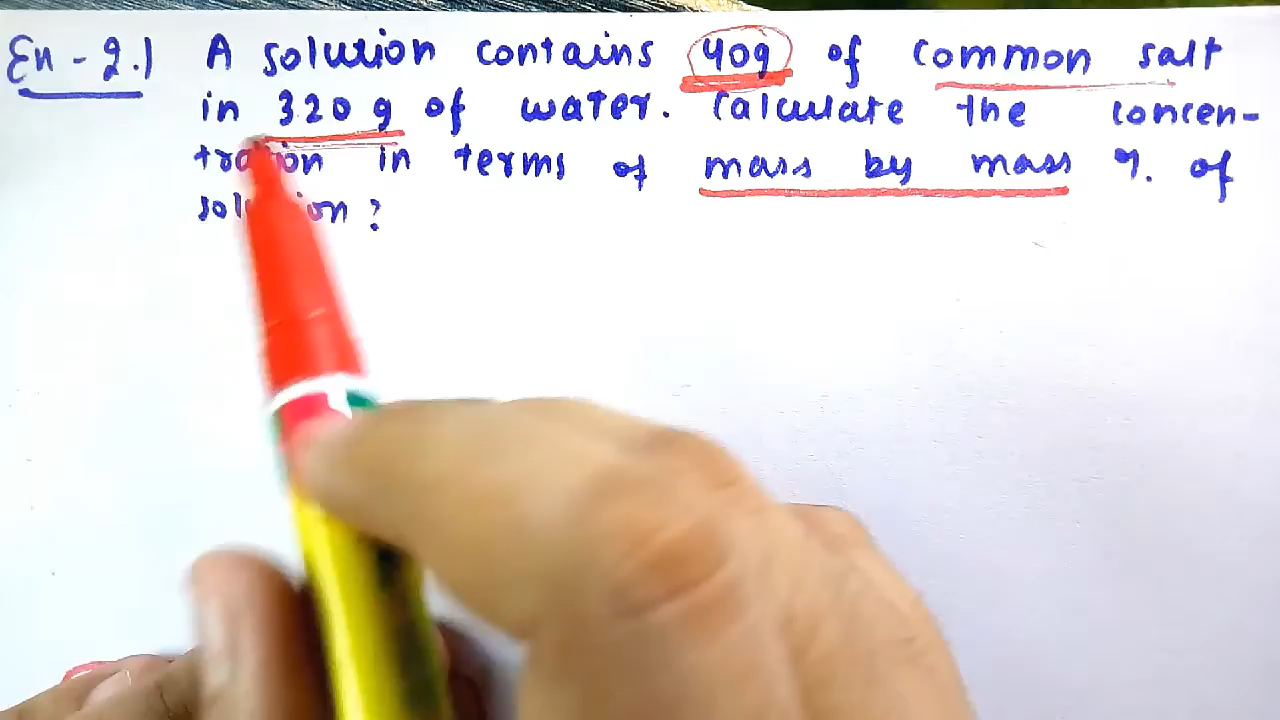 En - 2.1 A solution contains 40g of common salt
in 320 g of water. Calculate the concen-
tration in terms of mass by mass %. of
solution ?